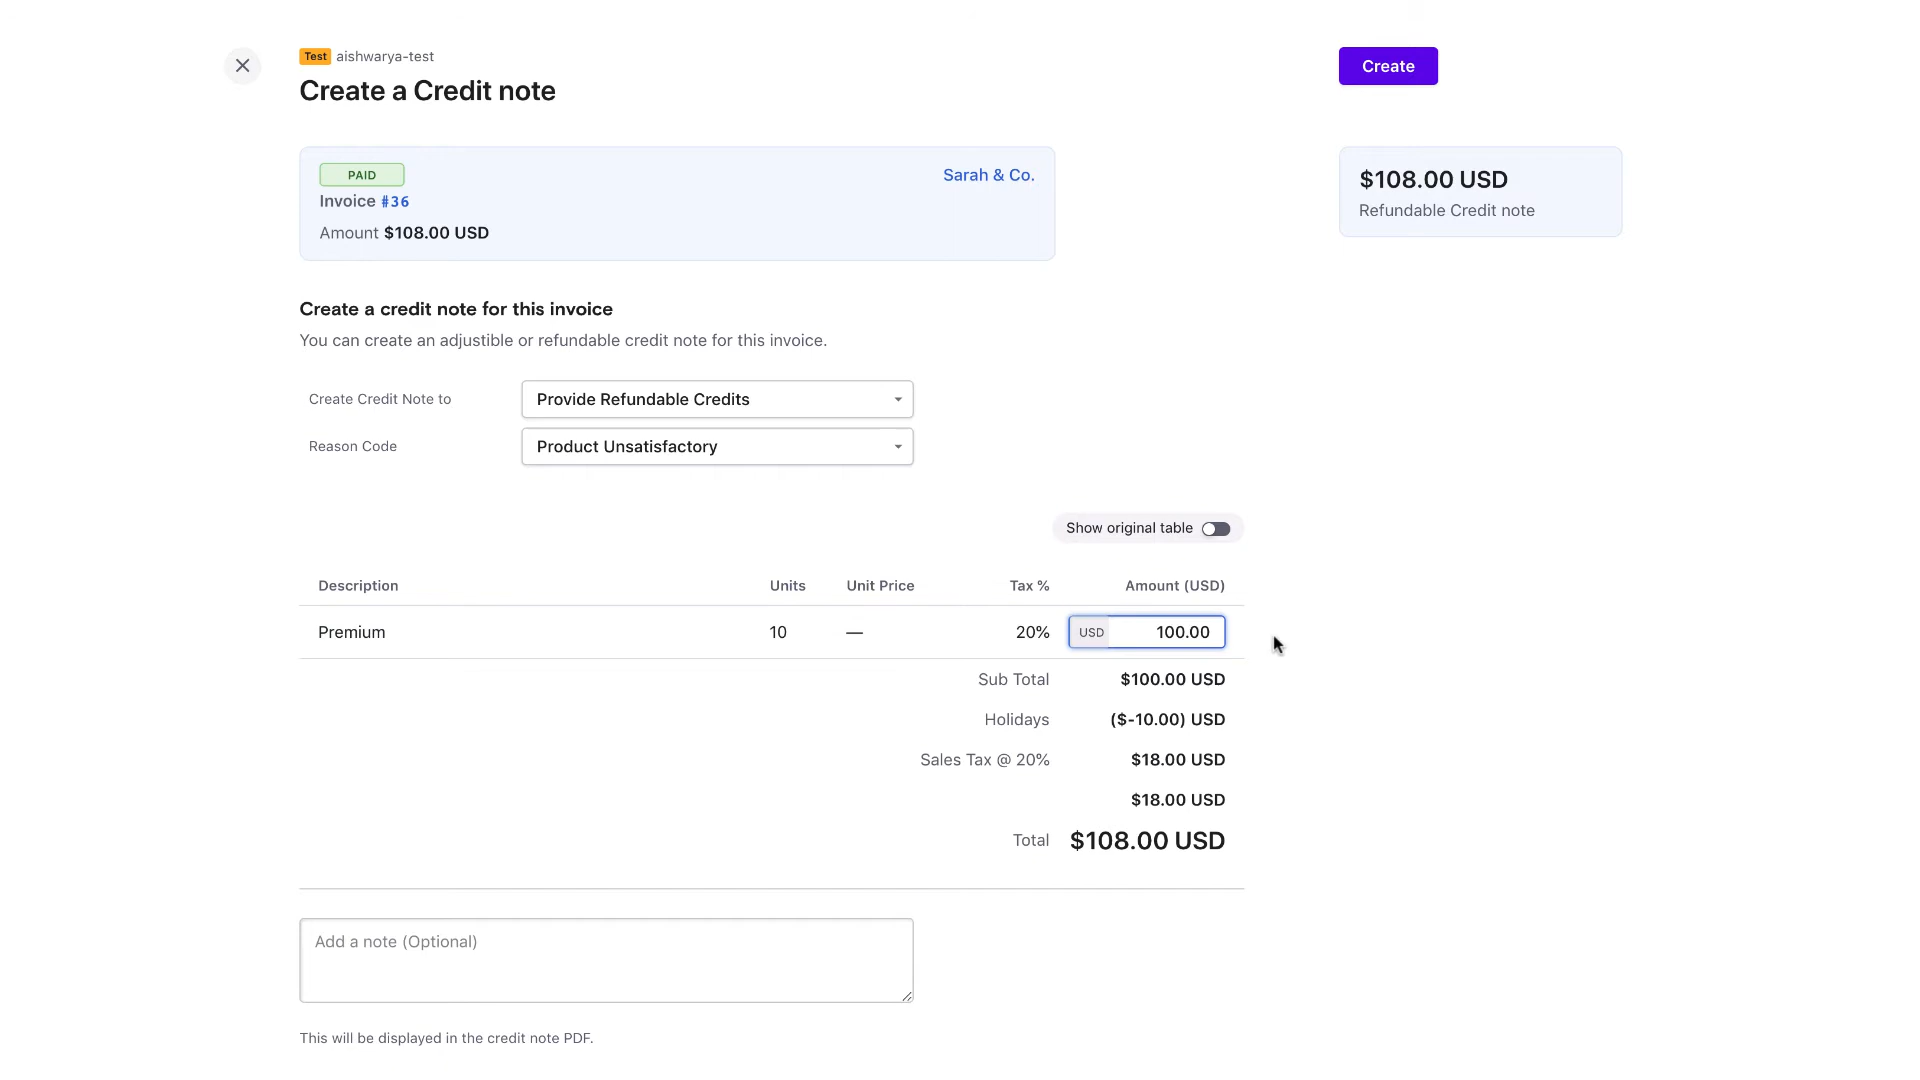 Test aishwarya-test
Create
Create a Credit note
PAID
Sarah & Co.
Invoice #36
Amount $108.00 USD
$108.00 USD
Refundable Credit note
Create a credit note for this invoice
You can create an adjustible or refundable credit note for this invoice.
Create Credit Note to Provide Refundable Credits
Reason Code Product Unsatisfactory
Show original table
Description Units Unit Price Tax % Amount (USD)
Premium 10 — 20% USD 100.00
Sub Total $100.00 USD
Holidays ($-10.00) USD
Sales Tax @ 20% $18.00 USD
$18.00 USD
Total $108.00 USD
Add a note (Optional)
This will be displayed in the credit note PDF.